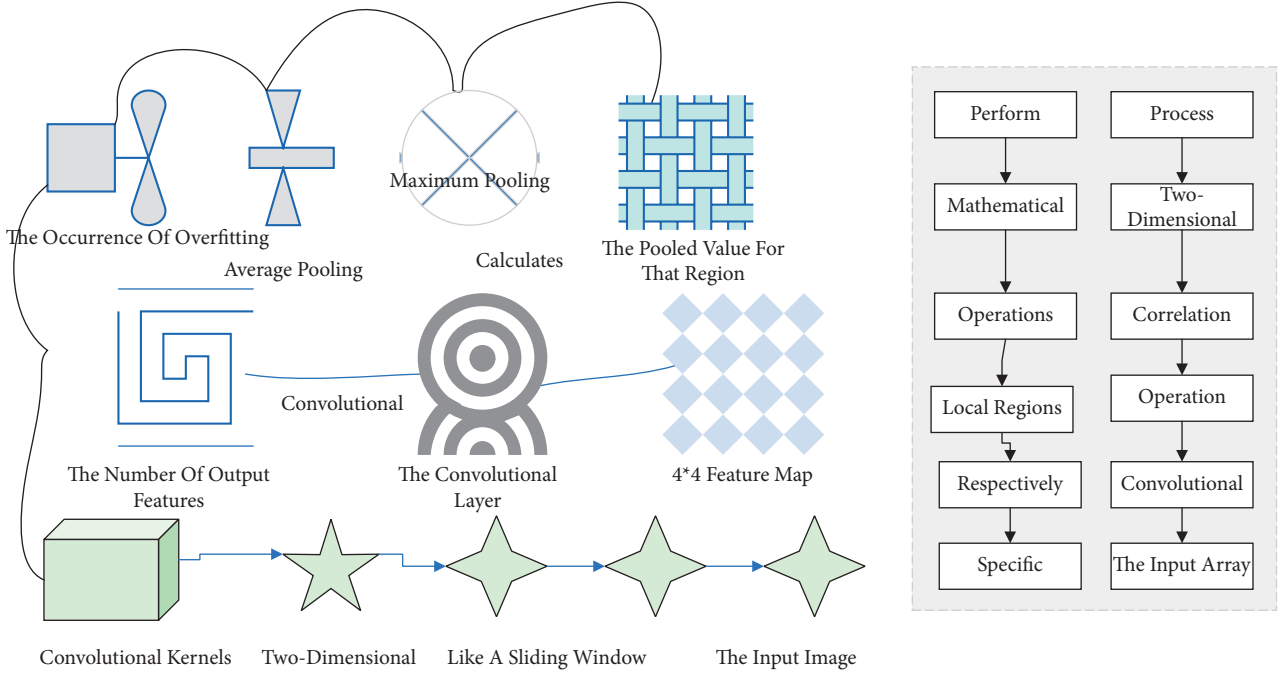 The Occurrence Of Overfitting
Average Pooling
Maximum Pooling
Calculates
The Pooled Value For
That Region
Convolutional
The Number Of Output
Features
The Convolutional
Layer
4*4 Feature Map
Convolutional Kernels
Two-Dimensional
Like A Sliding Window
The Input Image
Perform
Mathematical
Operations
Local Regions
Respectively
Specific
Process
Two-
Dimensional
Correlation
Operation
Convolutional
The Input Array